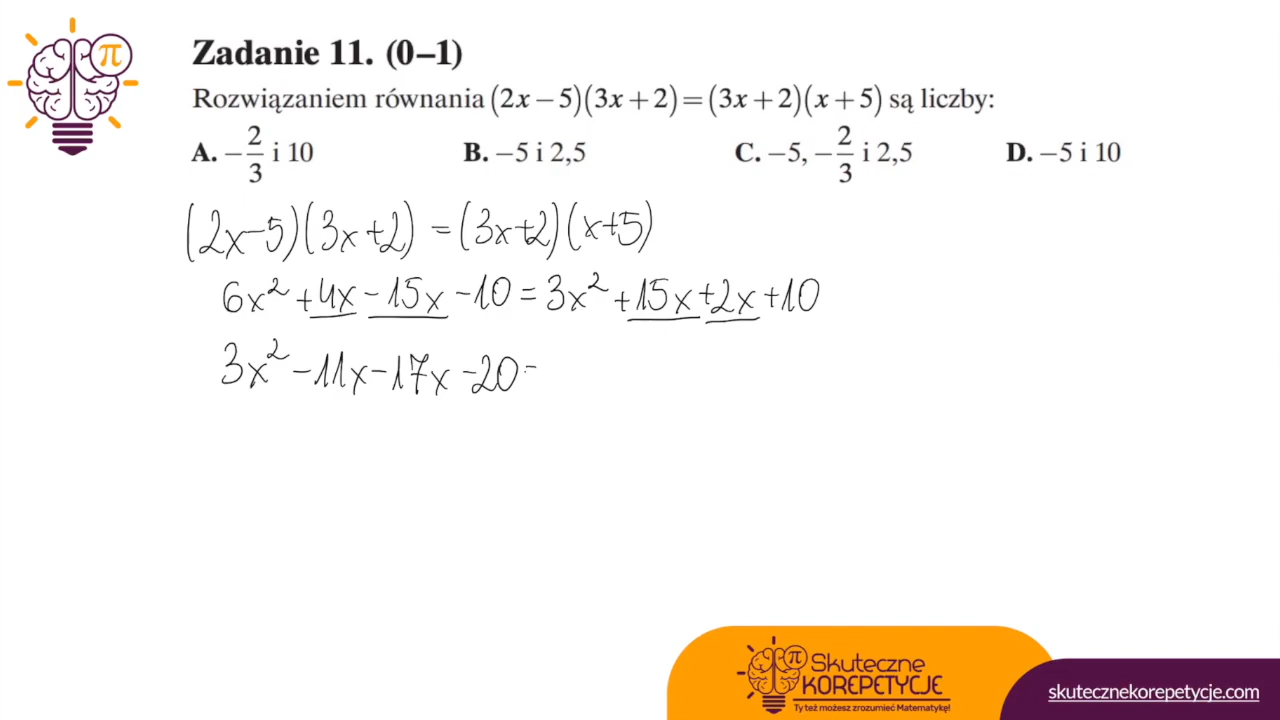 π
Zadanie 11. (0–1)
Rozwiązaniem równania (2x−5)(3x+2)=(3x+2)(x+5) są liczby:
A. −2/3 i 10 B. −5 i 2,5 C. −5, −2/3 i 2,5 D. −5 i 10
(2x−5)(3x+2) = (3x+2)(x+5)
6x² +4x −15x −10 = 3x² +15x +2x +10
3x² −11x −17x −20 =
π
Skuteczne
KOREPETYCJE
Ty też możesz zrozumieć Matematykę!
skutecznekorepetycje.com